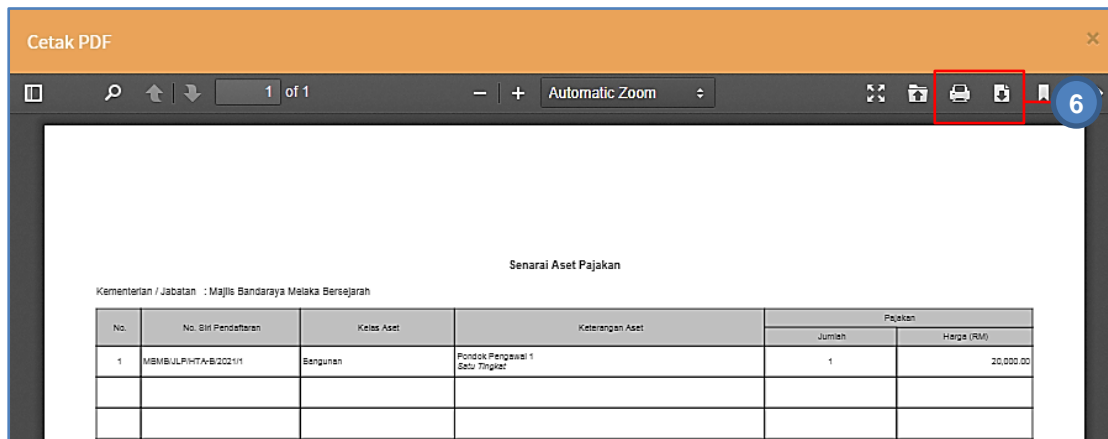 Cetak PDF
×
1 of 1
Automatic Zoom
6
Senarai Aset Pajakan
Kementerian / Jabatan : Majlis Bandaraya Melaka Bersejarah
No. No. Siri Pendaftaran Kelas Aset Keterangan Aset Pajakan
Jumlah Harga (RM)
1 MBMB/JLP/HTA-B/2021/1 Bangunan Pondok Pengawal 1 1 20,000.00
Satu Tingkat